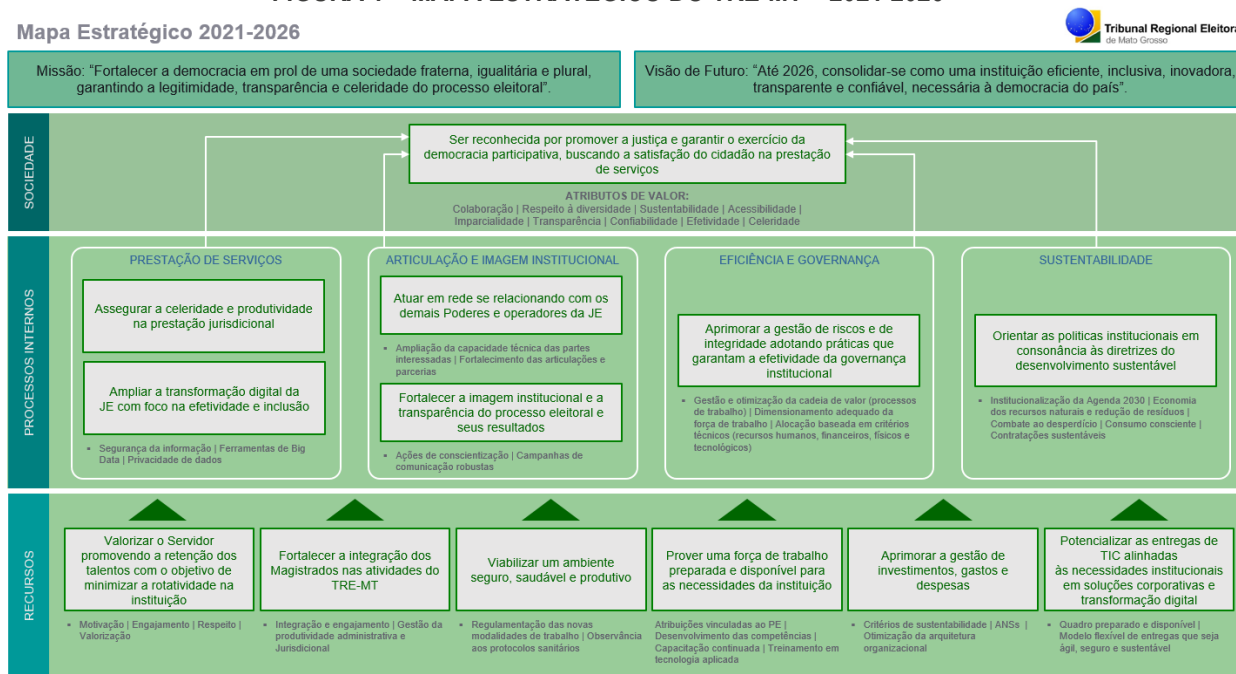 Mapa Estratégico 2021-2026
Tribunal Regional Eleitora
de Mato Grosso
Missão: “Fortalecer a democracia em prol de uma sociedade fraterna, igualitária e plural,
garantindo a legitimidade, transparência e celeridade do processo eleitoral”.
Visão de Futuro: “Até 2026, consolidar-se como uma instituição eficiente, inclusiva, inovadora,
transparente e confiável, necessária à democracia do país”.
SOCIEDADE
Ser reconhecida por promover a justiça e garantir o exercício da
democracia participativa, buscando a satisfação do cidadão na prestação
de serviços
ATRIBUTOS DE VALOR:
Colaboração | Respeito à diversidade | Sustentabilidade | Acessibilidade |
Imparcialidade | Transparência | Confiabilidade | Efetividade | Celeridade
PROCESSOS INTERNOS
PRESTAÇÃO DE SERVIÇOS
Assegurar a celeridade e produtividade
na prestação jurisdicional
Ampliar a transformação digital da
JE com foco na efetividade e inclusão
▪ Segurança da informação | Ferramentas de Big
Data | Privacidade de dados
ARTICULAÇÃO E IMAGEM INSTITUCIONAL
Atuar em rede se relacionando com os
demais Poderes e operadores da JE
▪ Ampliação da capacidade técnica das partes
interessadas | Fortalecimento das articulações e
parcerias
Fortalecer a imagem institucional e a
transparência do processo eleitoral e
seus resultados
▪ Ações de conscientização | Campanhas de
comunicação robustas
EFICIÊNCIA E GOVERNANÇA
Aprimorar a gestão de riscos e de
integridade adotando práticas que
garantam a efetividade da governança
institucional
▪ Gestão e otimização da cadeia de valor (processos
de trabalho) | Dimensionamento adequado da
força de trabalho | Alocação baseada em critérios
técnicos (recursos humanos, financeiros, físicos e
tecnológicos)
SUSTENTABILIDADE
Orientar as políticas institucionais em
consonância às diretrizes do
desenvolvimento sustentável
▪ Institucionalização da Agenda 2030 | Economia
dos recursos naturais e redução de resíduos |
Combate ao desperdício | Consumo consciente |
Contratações sustentáveis
RECURSOS
Valorizar o Servidor
promovendo a retenção dos
talentos com o objetivo de
minimizar a rotatividade na
instituição
▪ Motivação | Engajamento | Respeito |
Valorização
Fortalecer a integração dos
Magistrados nas atividades do
TRE-MT
▪ Integração e engajamento | Gestão da
produtividade administrativa e
Jurisdicional
Viabilizar um ambiente
seguro, saudável e produtivo
▪ Regulamentação das novas
modalidades de trabalho | Observância
aos protocolos sanitários
Prover uma força de trabalho
preparada e disponível para
as necessidades da instituição
Atribuições vinculadas ao PE |
Desenvolvimento das competências |
Capacitação continuada | Treinamento em
tecnologia aplicada
Aprimorar a gestão de
investimentos, gastos e
despesas
▪ Critérios de sustentabilidade | ANSs |
Otimização da arquitetura
organizacional
Potencializar as entregas de
TIC alinhadas
às necessidades institucionais
em soluções corporativas e
transformação digital
▪ Quadro preparado e disponível |
Modelo flexível de entregas que seja
ágil, seguro e sustentável